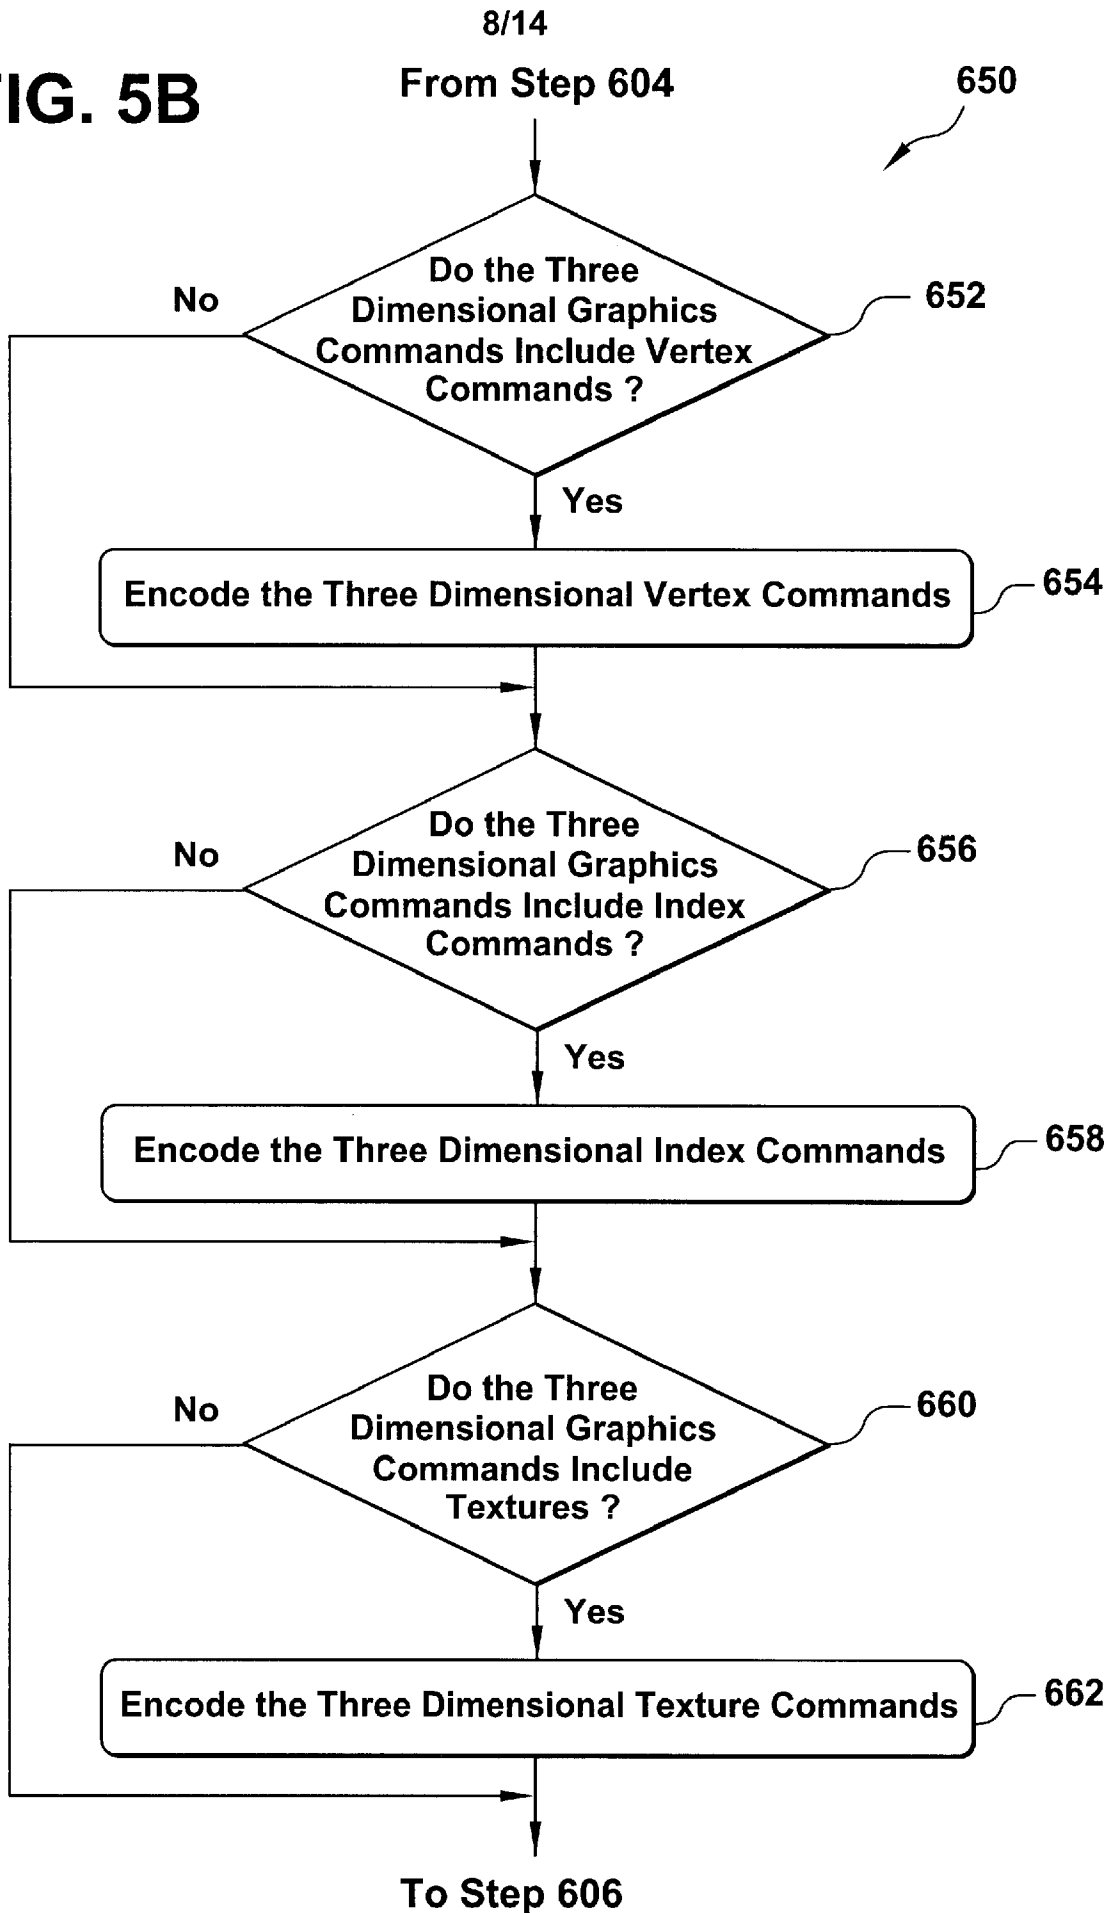 8/14
FIG. 5B
From Step 604
650
Do the Three
Dimensional Graphics
Commands Include Vertex
Commands ?
652
No
Yes
Encode the Three Dimensional Vertex Commands
654
Do the Three
Dimensional Graphics
Commands Include Index
Commands ?
656
No
Yes
Encode the Three Dimensional Index Commands
658
Do the Three
Dimensional Graphics
Commands Include
Textures ?
660
No
Yes
Encode the Three Dimensional Texture Commands
662
To Step 606